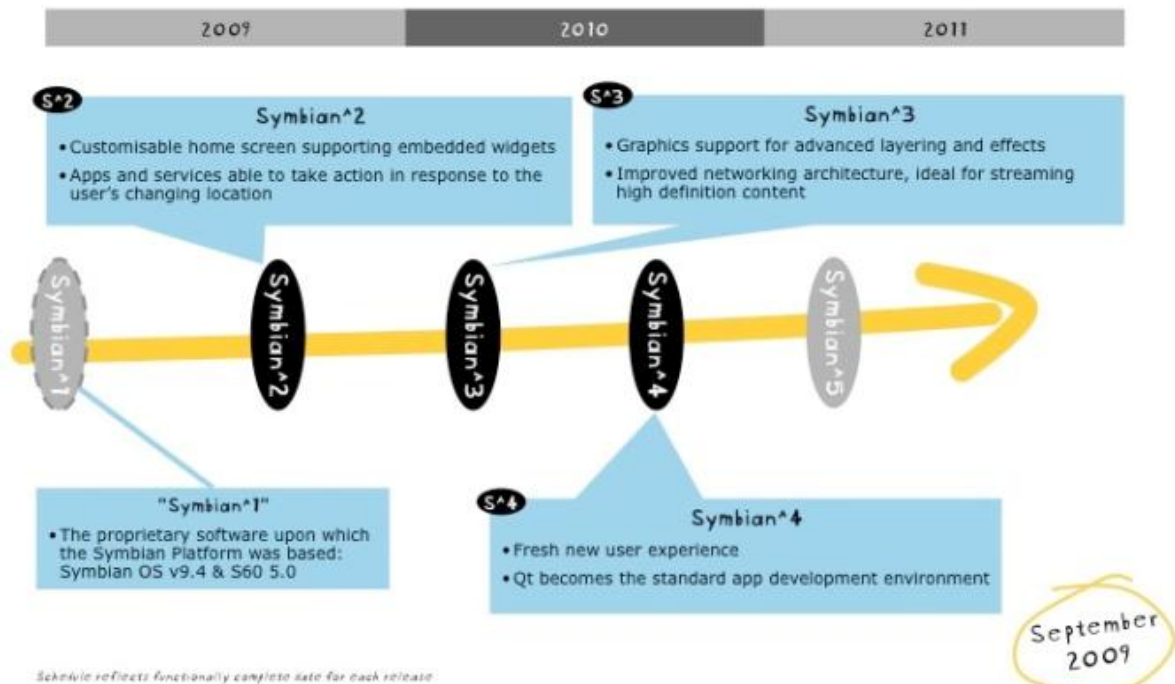 2009
2010
2011
S^2
Symbian^2
• Customisable home screen supporting embedded widgets
• Apps and services able to take action in response to the
user's changing location
S^3
Symbian^3
• Graphics support for advanced layering and effects
• Improved networking architecture, ideal for streaming
high definition content
Symbian^1
Symbian^2
Symbian^3
Symbian^4
Symbian^5
"Symbian^1"
• The proprietary software upon which
the Symbian Platform was based:
Symbian OS v9.4 & S60 5.0
S^4
Symbian^4
• Fresh new user experience
• Qt becomes the standard app development environment
September
2009
Schedule reflects functionally complete date for each release